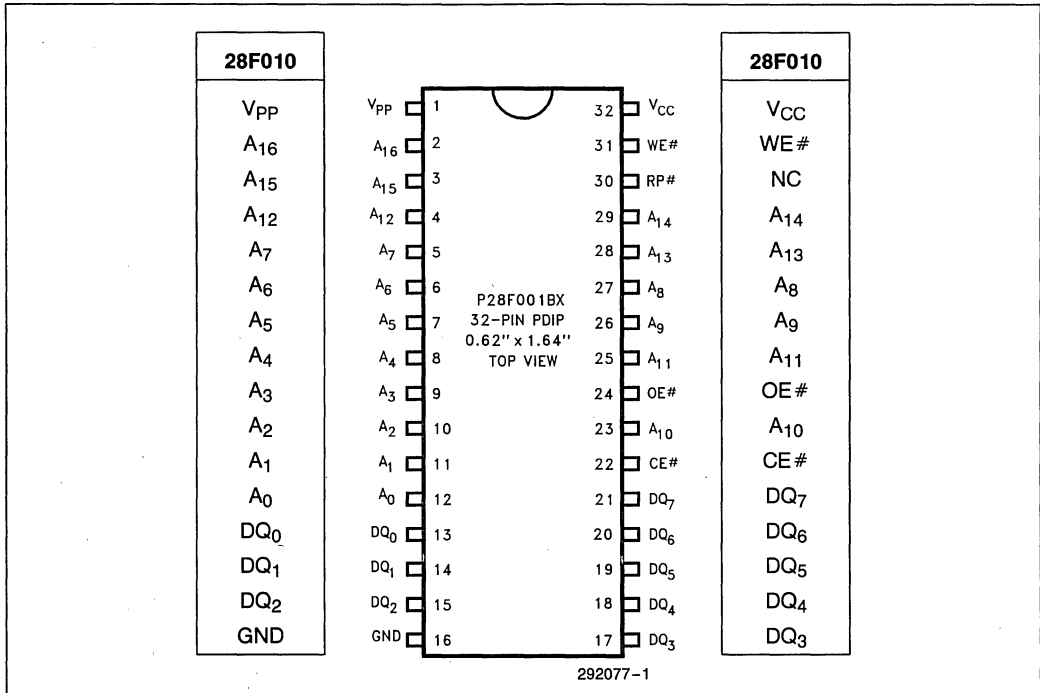 28F010 28F010
VPP VPP 1 32 VCC VCC
A16 A16 2 31 WE# WE#
A15 A15 3 30 RP# NC
A12 A12 4 29 A14 A14
A7 A7 5 28 A13 A13
A6 A6 6 27 A8 A8
P28F001BX
A5 A5 7 26 A9 A9
32-PIN PDIP
0.62" x 1.64"
A4 A4 8 25 A11 A11
TOP VIEW
A3 A3 9 24 OE# OE#
A2 A2 10 23 A10 A10
A1 A1 11 22 CE# CE#
A0 A0 12 21 DQ7 DQ7
DQ0 DQ0 13 20 DQ6 DQ6
DQ1 DQ1 14 19 DQ5 DQ5
DQ2 DQ2 15 18 DQ4 DQ4
GND GND 16 17 DQ3 DQ3
292077-1